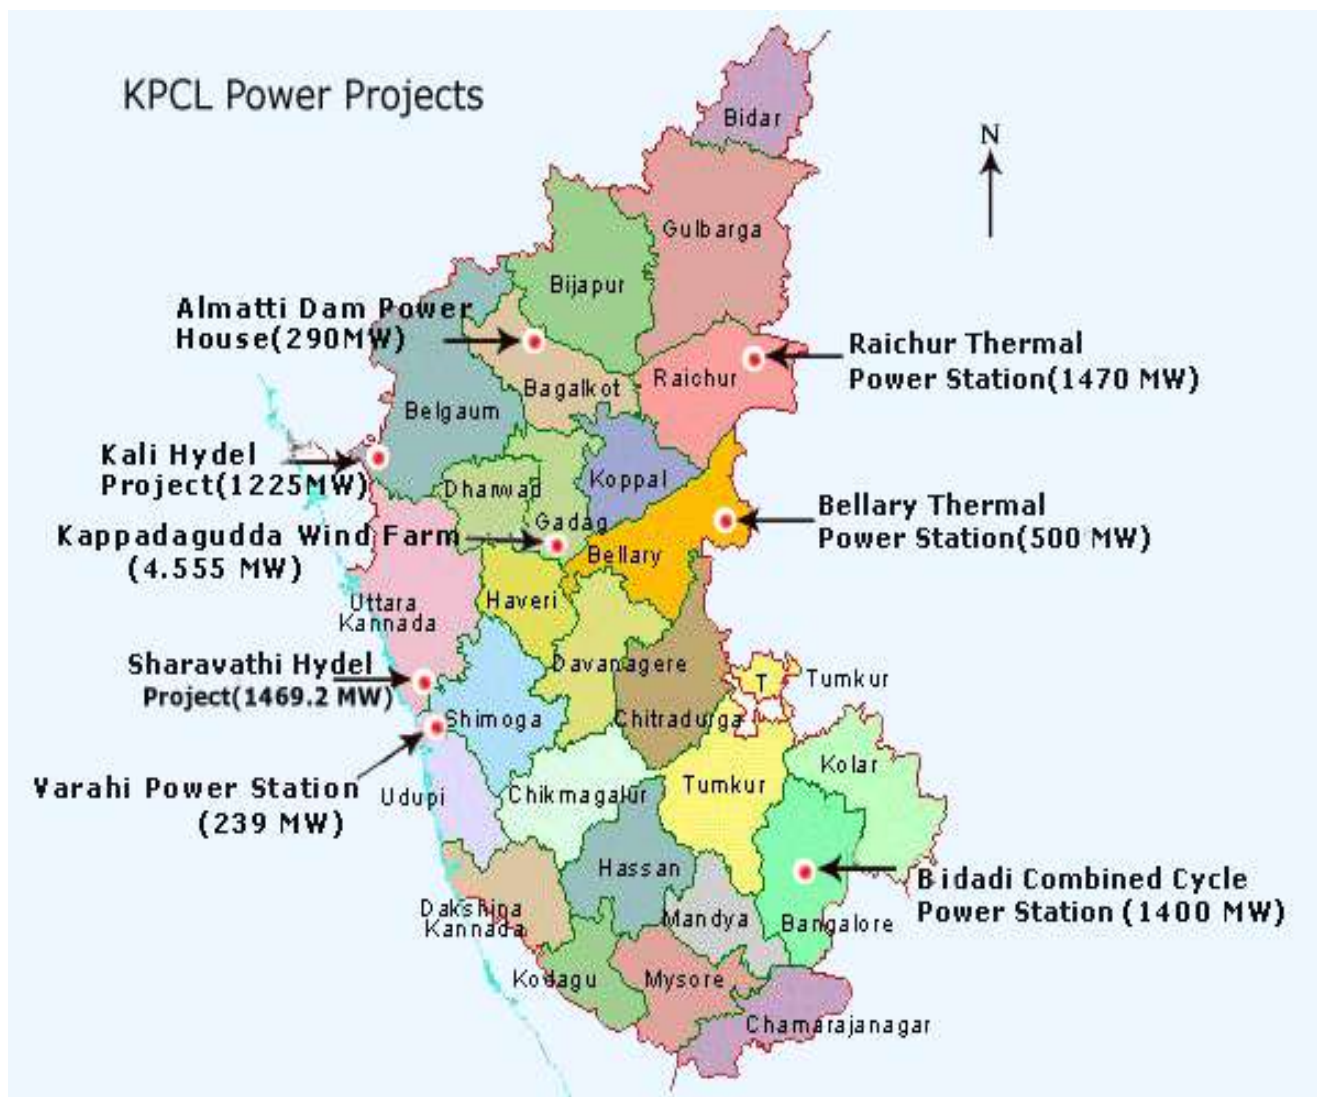 KPCL Power Projects
N
Bidar
Gulbarga
Bijapur
Almatti Dam Power
House(290MW)
Raichur Thermal
Power Station(1470 MW)
Raichur
Bagalkot
Belgaum
Kali Hydel
Project(1225MW)
Koppal
Dharwad
Gadag
Bellary Thermal
Power Station(500 MW)
Kappadagudda Wind Farm
(4.555 MW)
Bellary
Haveri
Uttara
Kannada
Sharavathi Hydel
Project(1469.2 MW)
Davanagere
T
Tumkur
Shimoga
Chitradurga
Varahi Power Station
(239 MW)
Udupi
Chikmagalur
Tumkur
Kolar
Hassan
Bidadi Combined Cycle
Power Station (1400 MW)
Dakshina
Kannada
Mandya
Bangalore
Kodagu
Mysore
Chamarajanagar